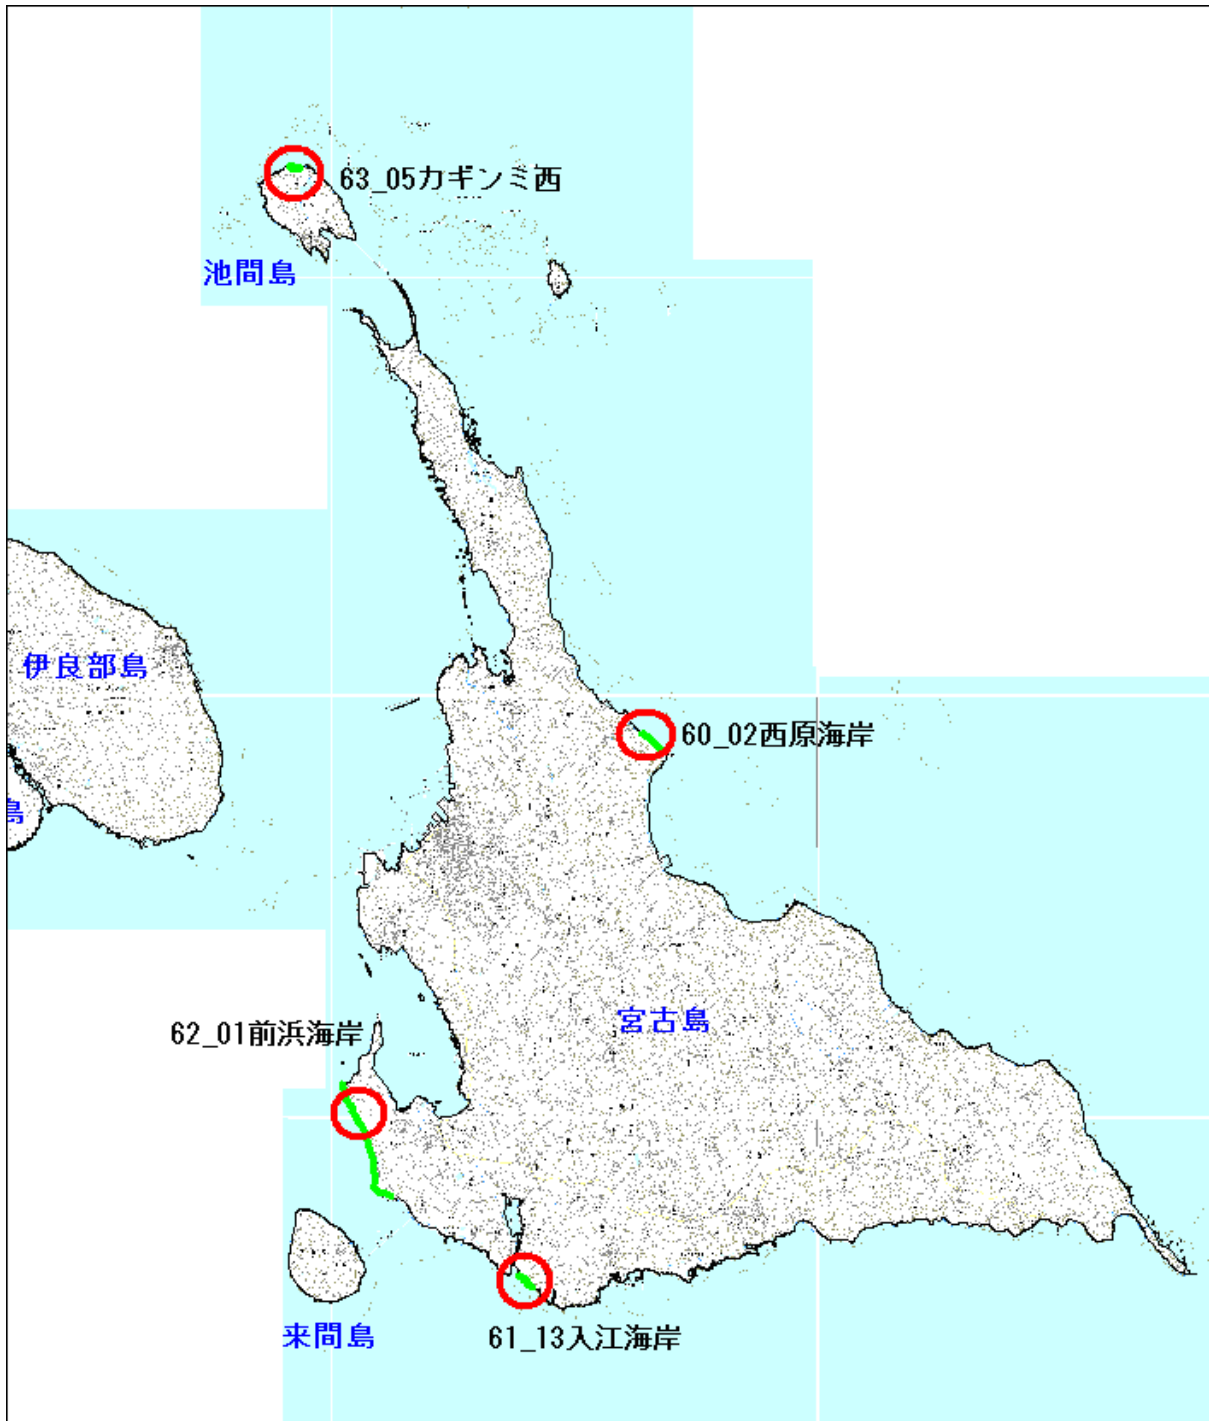 63_05カギンミ西
池間島
伊良部島
60_02西原海岸
島
宮古島
62_01前浜海岸
来間島
61_13入江海岸